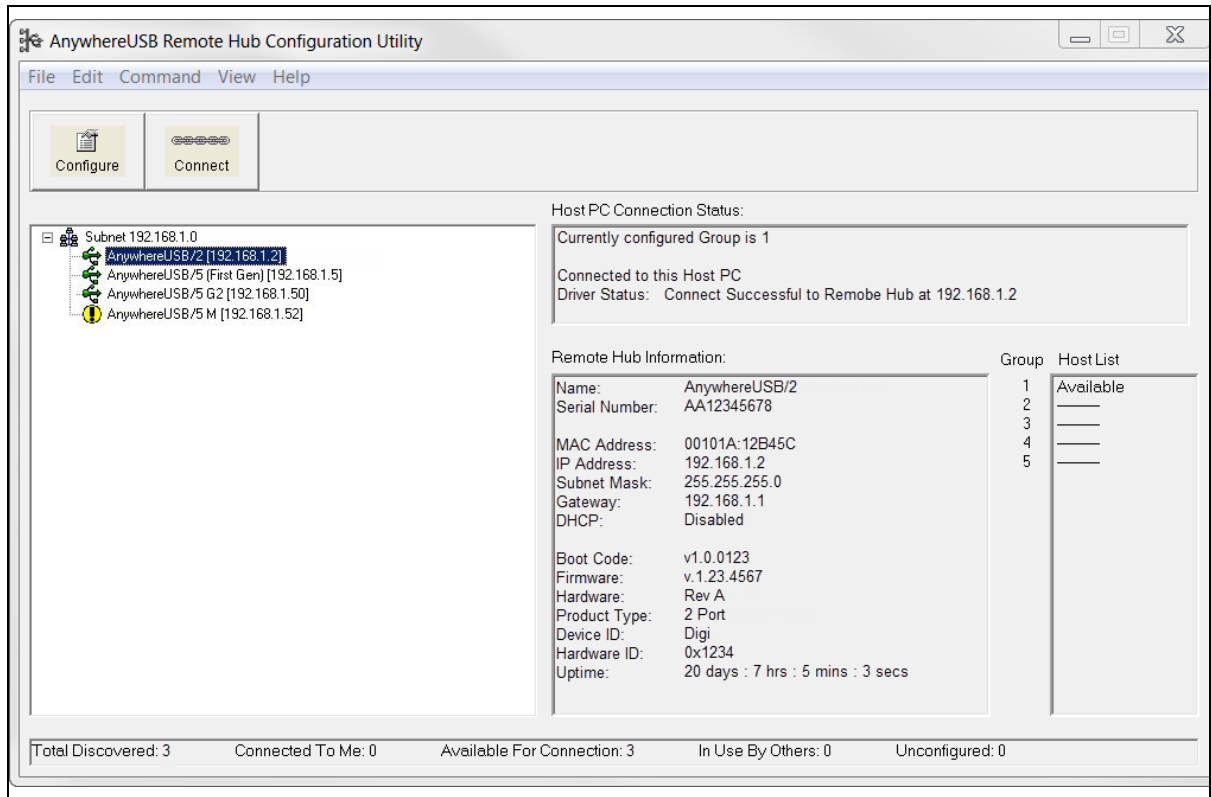 AnywhereUSB Remote Hub Configuration Utility
File Edit Command View Help
Configure
Connect
Subnet 192.168.1.0
AnywhereUSB/2 [192.168.1.2]
AnywhereUSB/5 (First Gen) [192.168.1.5]
AnywhereUSB/5 G2 [192.168.1.50]
AnywhereUSB/5 M [192.168.1.52]
Host PC Connection Status:
Currently configured Group is 1
Connected to this Host PC
Driver Status: Connect Successful to Remobe Hub at 192.168.1.2
Remote Hub Information:
Name: AnywhereUSB/2
Serial Number: AA12345678
MAC Address: 00101A:12B45C
IP Address: 192.168.1.2
Subnet Mask: 255.255.255.0
Gateway: 192.168.1.1
DHCP: Disabled
Boot Code: v1.0.0123
Firmware: v.1.23.4567
Hardware: Rev A
Product Type: 2 Port
Device ID: Digi
Hardware ID: 0x1234
Uptime: 20 days : 7 hrs : 5 mins : 3 secs
Group Host List
1 Available
2 ———
3 ———
4 ———
5 ———
Total Discovered: 3 Connected To Me: 0 Available For Connection: 3 In Use By Others: 0 Unconfigured: 0